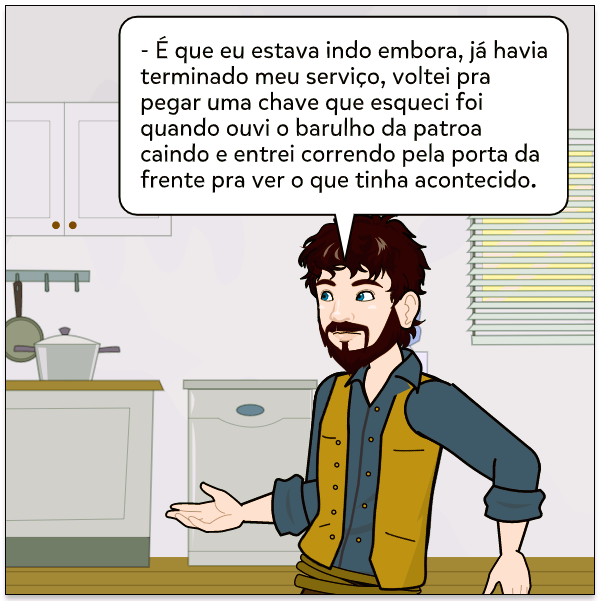 - É que eu estava indo embora, já havia
terminado meu serviço, voltei pra
pegar uma chave que esqueci foi
quando ouvi o barulho da patroa
caindo e entrei correndo pela porta da
frente pra ver o que tinha acontecido.